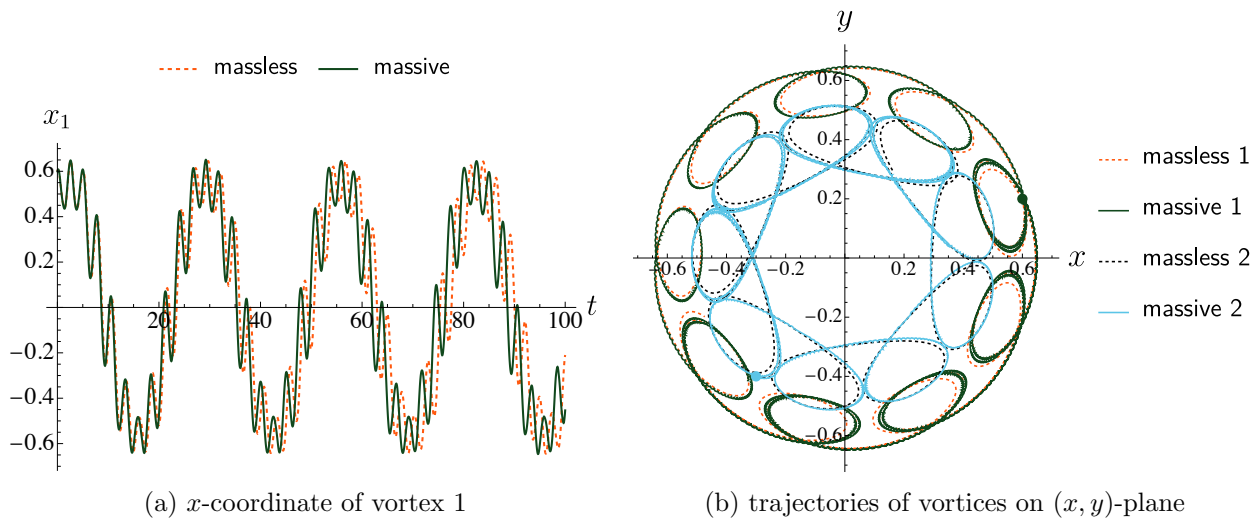 massless massive
x₁
0.6
0.4
0.2
20 40 60 80 100 t
−0.2
−0.4
−0.6
(a) x-coordinate of vortex 1
y
0.6
0.4
0.2
−0.6 −0.4 −0.2 0.2 0.4 0.6 x
−0.2
−0.4
−0.6
massless 1
massive 1
massless 2
massive 2
(b) trajectories of vortices on (x, y)-plane